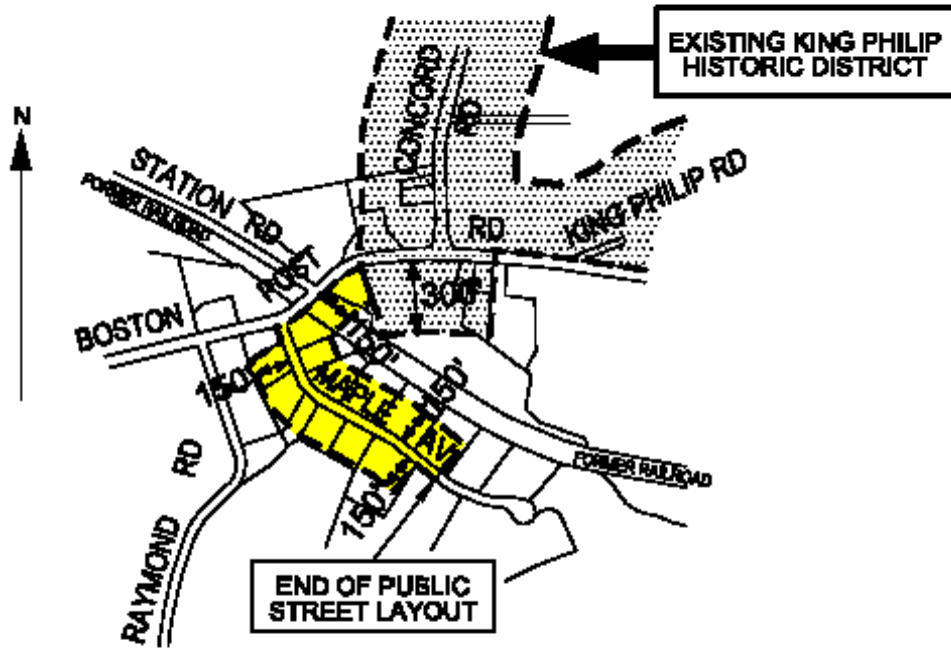 EXISTING KING PHILIP
HISTORIC DISTRICT
N
CONCORD
RD
STATION RD
FORMER RAILROAD
KING PHILIP RD
BOSTON POST RD
300'
100'
150'
150'
MAPLE AV
150'
FORMER RAILROAD
RAYMOND RD
END OF PUBLIC
STREET LAYOUT